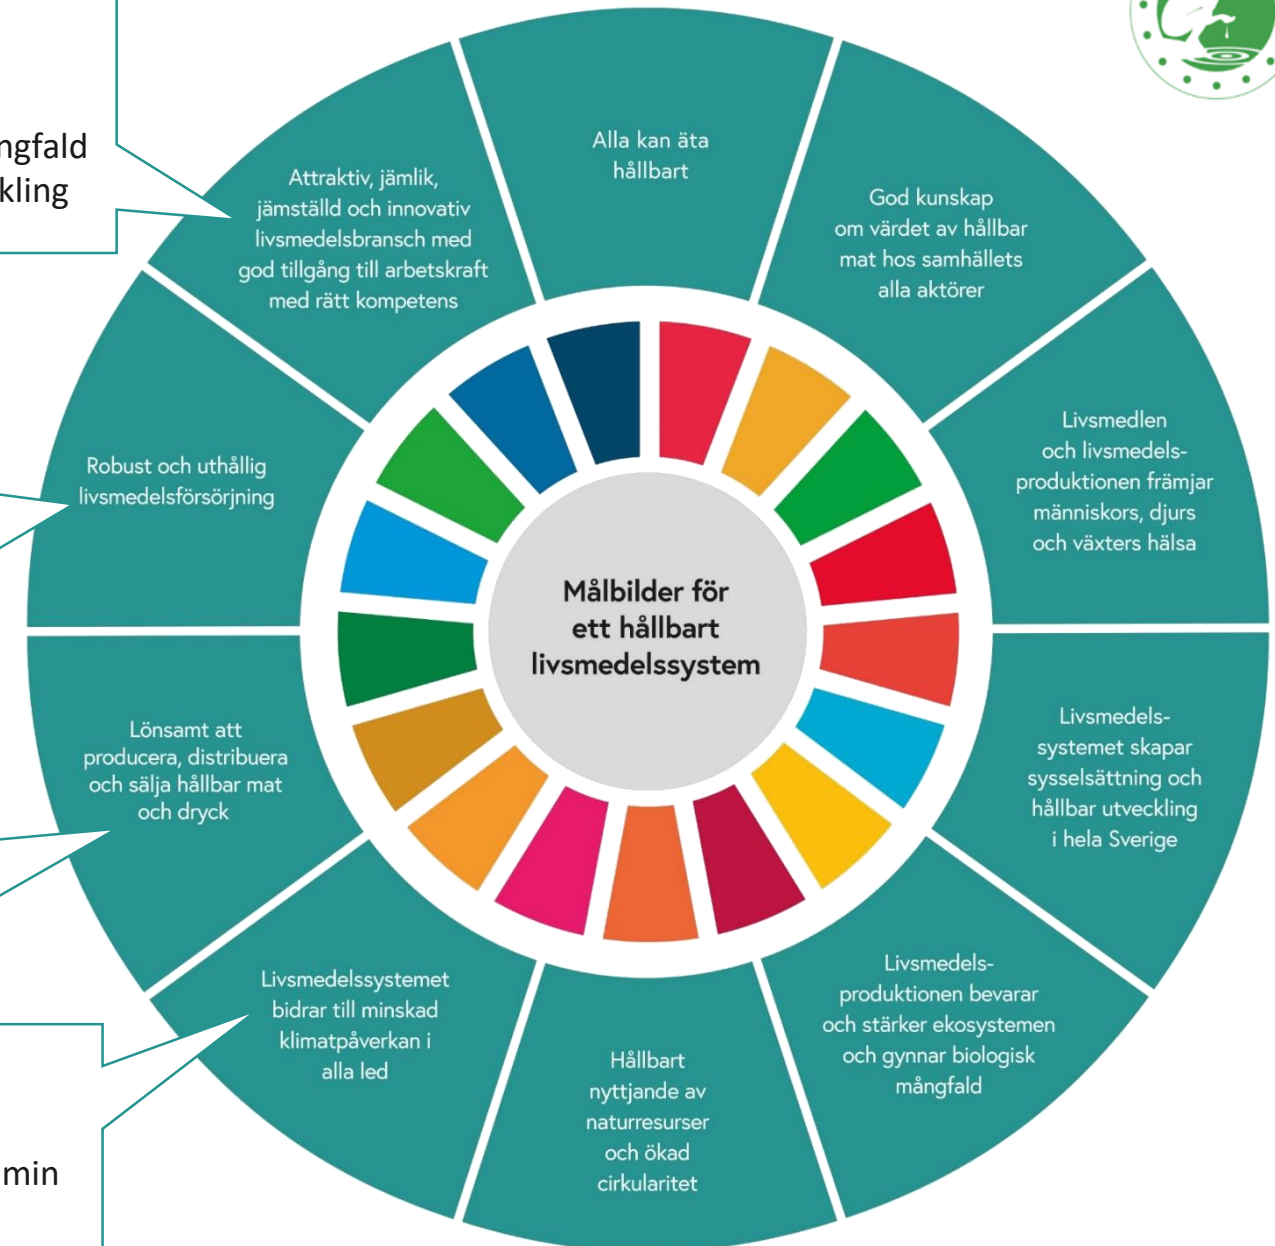 ngfald
kling
Alla kan äta
hållbart
God kunskap
om värdet av hållbar
mat hos samhällets
alla aktörer
Livsmedlen
och livsmedels-
produktionen främjar
människors, djurs
och växters hälsa
Livsmedels-
systemet skapar
sysselsättning och
hållbar utveckling
i hela Sverige
Livsmedels-
produktionen bevarar
och stärker ekosystemen
och gynnar biologisk
mångfald
Hållbart
nyttjande av
naturresurser
och ökad
cirkularitet
Livsmedelssystemet
bidrar till minskad
klimatpåverkan i
alla led
Lönsamt att
producera, distribuera
och sälja hållbar mat
och dryck
Robust och uthållig
livsmedelsförsörjning
Attraktiv, jämlik,
jämställd och innovativ
livsmedelsbransch med
god tillgång till arbetskraft
med rätt kompetens
Målbilder för
ett hållbart
livsmedelssystem
min